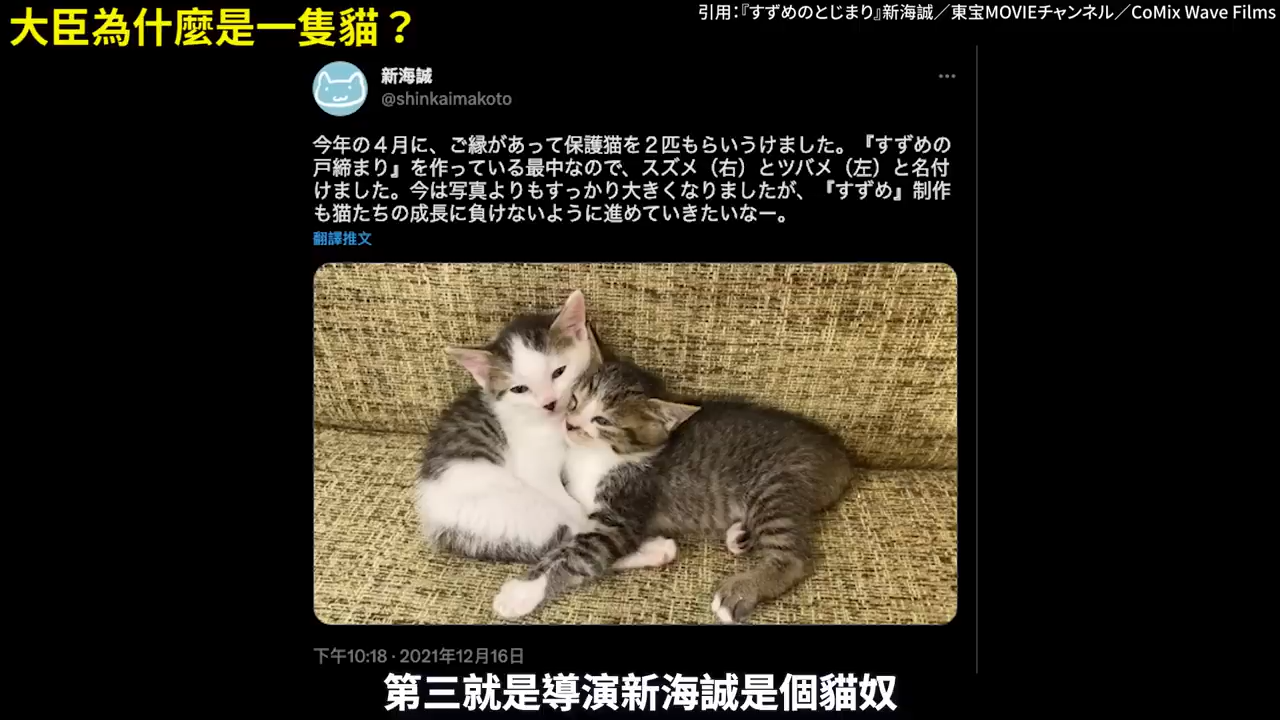 大臣為什麼是一隻貓？
引用：『すずめのとじまり』新海誠／東宝MOVIEチャンネル／CoMix Wave Films
新海誠
@shinkaimakoto
今年の４月に、ご縁があって保護猫を２匹もらいうけました。『すずめの
戸締まり』を作っている最中なので、スズメ（右）とツバメ（左）と名付
けました。今は写真よりもすっかり大きくなりましたが、『すずめ』制作
も猫たちの成長に負けないように進めていきたいなー。
翻譯推文
下午10:18 · 2021年12月16日
第三就是導演新海誠是個貓奴